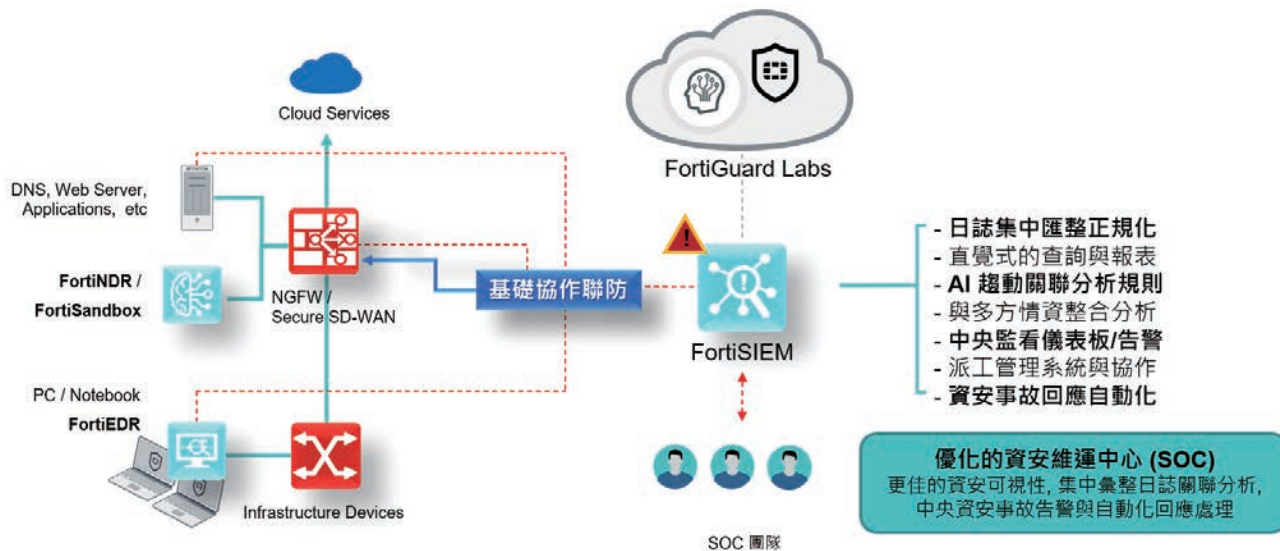 Cloud Services
FortiGuard Labs
DNS, Web Server,
Applications, etc
FortiNDR /
FortiSandbox
NGFW /
Secure SD-WAN
基礎協作聯防
FortiSIEM
PC / Notebook
FortiEDR
Infrastructure Devices
SOC 團隊
- 日誌集中匯整正規化
- 直覺式的查詢與報表
- AI 趨動關聯分析規則
- 與多方情資整合分析
- 中央監看儀表板/告警
- 派工管理系統與協作
- 資安事故回應自動化
優化的資安維運中心 (SOC)
更佳的資安可視性, 集中彙整日誌關聯分析,
中央資安事故告警與自動化回應處理